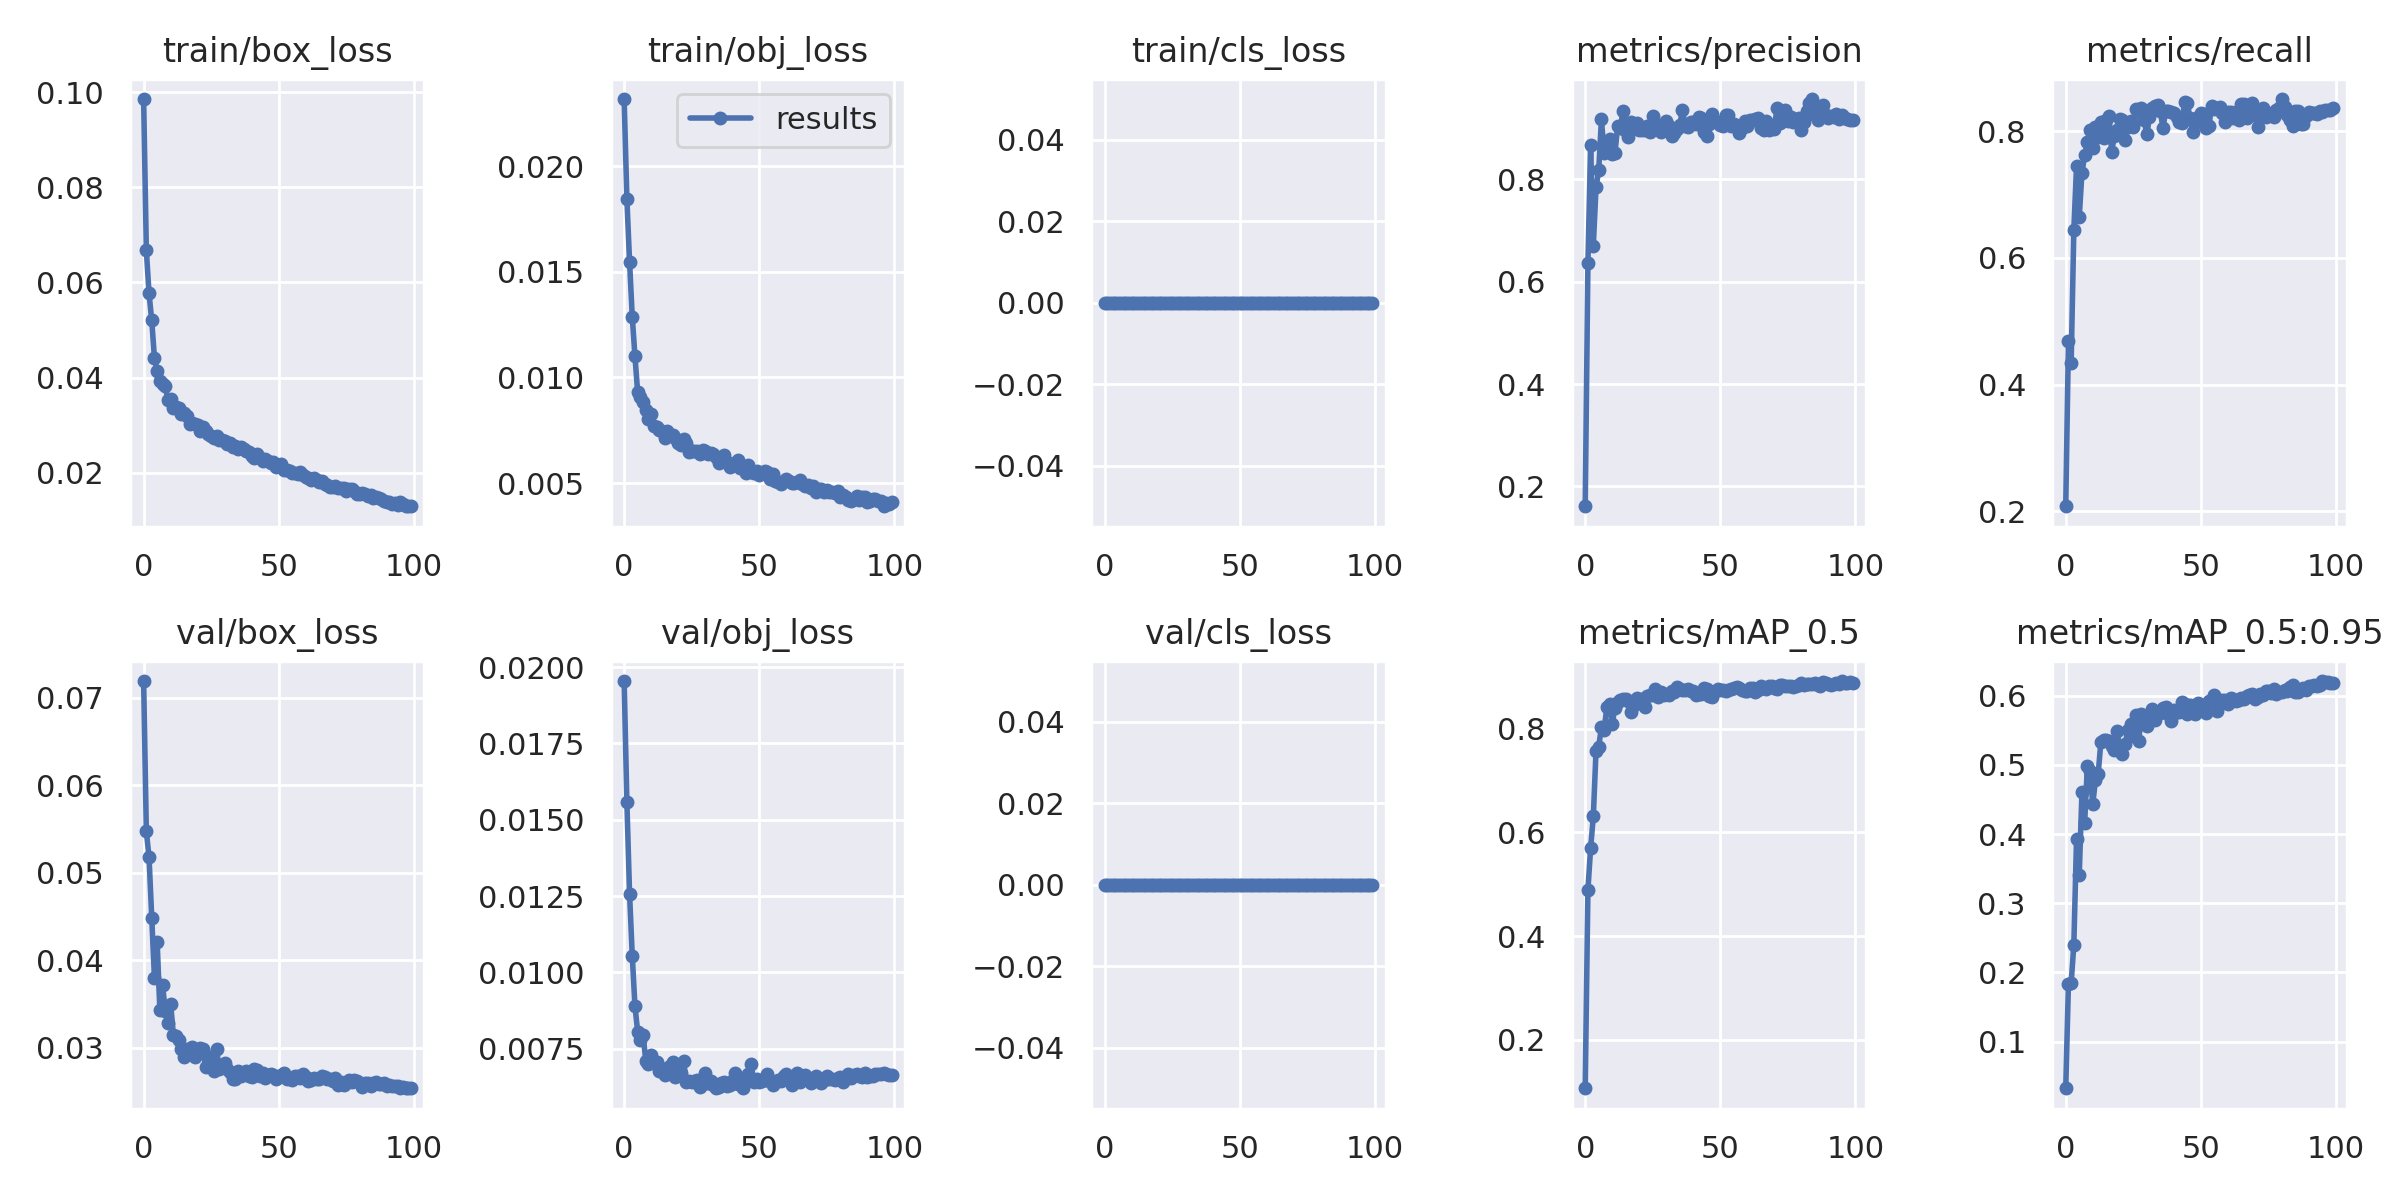 train/box_loss
0.10
0.08
0.06
0.04
0.02
0 50 100
train/obj_loss
results
0.020
0.015
0.010
0.005
0 50 100
train/cls_loss
0.04
0.02
0.00
−0.02
−0.04
0 50 100
metrics/precision
0.8
0.6
0.4
0.2
0 50 100
metrics/recall
0.8
0.6
0.4
0.2
0 50 100
val/box_loss
0.07
0.06
0.05
0.04
0.03
0 50 100
val/obj_loss
0.0200
0.0175
0.0150
0.0125
0.0100
0.0075
0 50 100
val/cls_loss
0.04
0.02
0.00
−0.02
−0.04
0 50 100
metrics/mAP_0.5
0.8
0.6
0.4
0.2
0 50 100
metrics/mAP_0.5:0.95
0.6
0.5
0.4
0.3
0.2
0.1
0 50 100